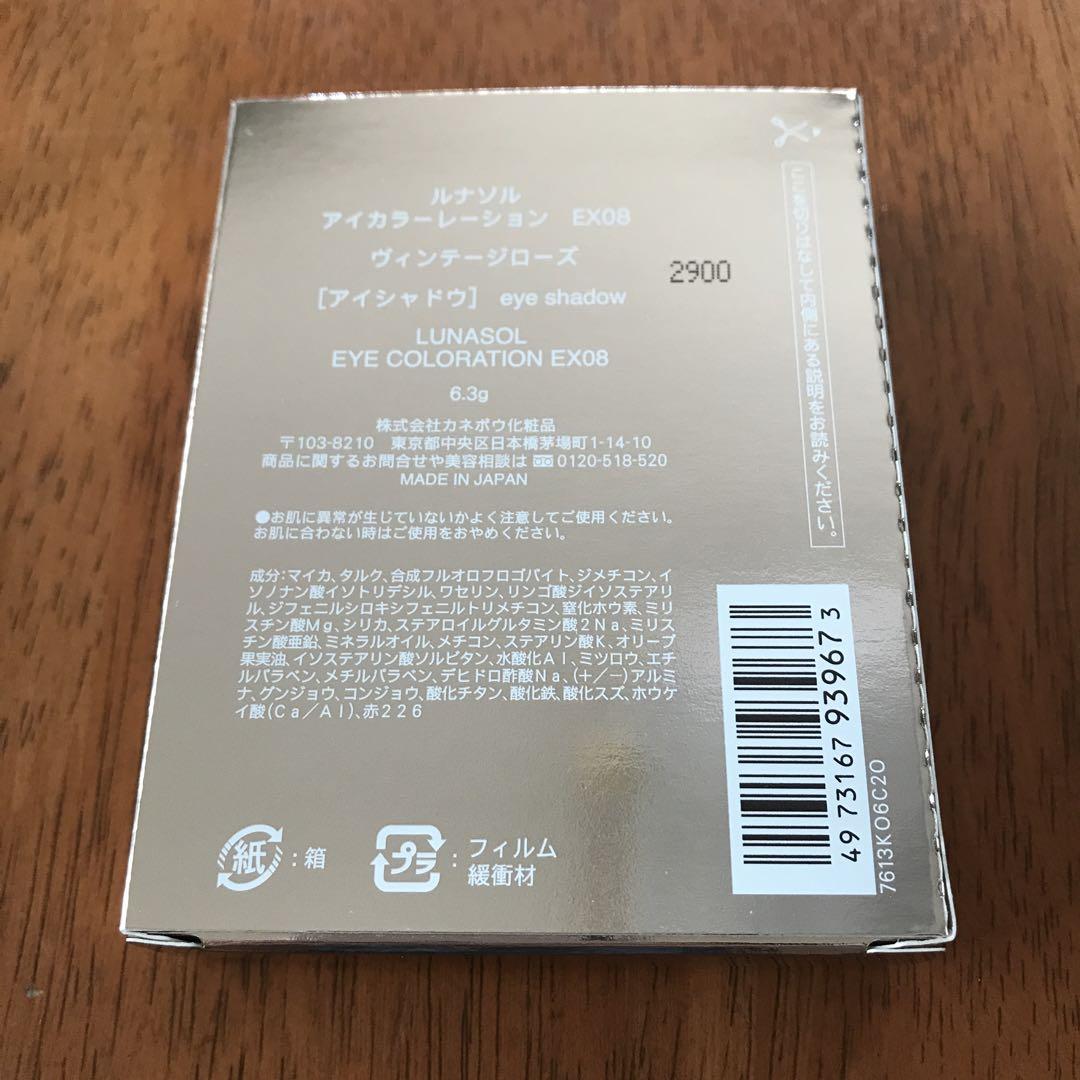 ルナソル
アイカラーレーション EX08
ヴィンテージローズ
2900
[アイシャドウ] eye shadow
LUNASOL
EYE COLORATION EX08
6.3g
株式会社カネボウ化粧品
〒103-8210 東京都中央区日本橋茅場町1-14-10
商品に関するお問合せや美容相談は 0120-518-520
MADE IN JAPAN
●お肌に異常が生じていないかよく注意してご使用ください。
お肌に合わない時はご使用をおやめください。
成分:マイカ、タルク、合成フルオロフロゴパイト、ジメチコン、イ
ソノナン酸イソトリデシル、ワセリン、リンゴ酸ジイソステアリ
ル、ジフェニルシロキシフェニルトリメチコン、窒化ホウ素、ミリ
スチン酸Mg、シリカ、ステアロイルグルタミン酸2Na、ミリス
チン酸亜鉛、ミネラルオイル、メチコン、ステアリン酸K、オリーブ
果実油、イソステアリン酸ソルビタン、水酸化Al、ミツロウ、エチ
ルパラベン、メチルパラベン、デヒドロ酢酸Na、(+/-)アルミ
ナ、グンジョウ、コンジョウ、酸化チタン、酸化鉄、酸化スズ、ホウケ
イ酸(Ca/Al)、赤226
紙:箱
プラ:フィルム
緩衝材
ここを切りはなして内側にある説明をお読みください。
4973167939673
7613KO6C2O